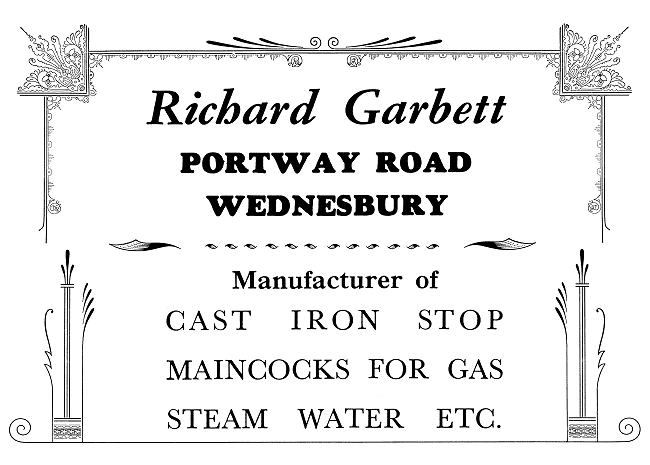 Richard Garbett
PORTWAY ROAD
WEDNESBURY
Manufacturer of
CAST IRON STOP
MAINCOCKS FOR GAS
STEAM WATER ETC.